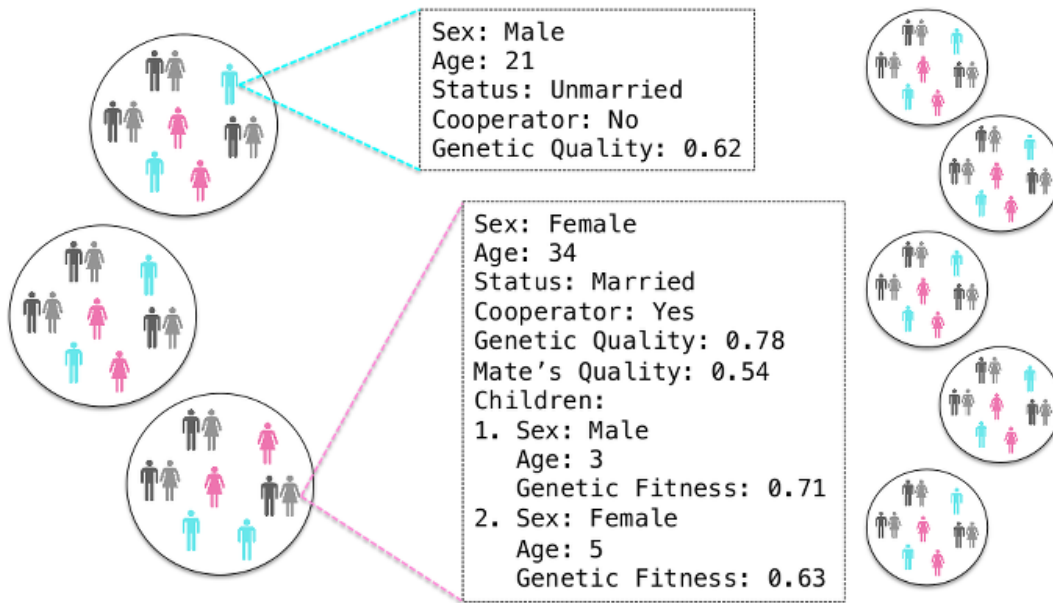 Sex: Male
Age: 21
Status: Unmarried
Cooperator: No
Genetic Quality: 0.62
Sex: Female
Age: 34
Status: Married
Cooperator: Yes
Genetic Quality: 0.78
Mate's Quality: 0.54
Children:
1. Sex: Male
Age: 3
Genetic Fitness: 0.71
2. Sex: Female
Age: 5
Genetic Fitness: 0.63